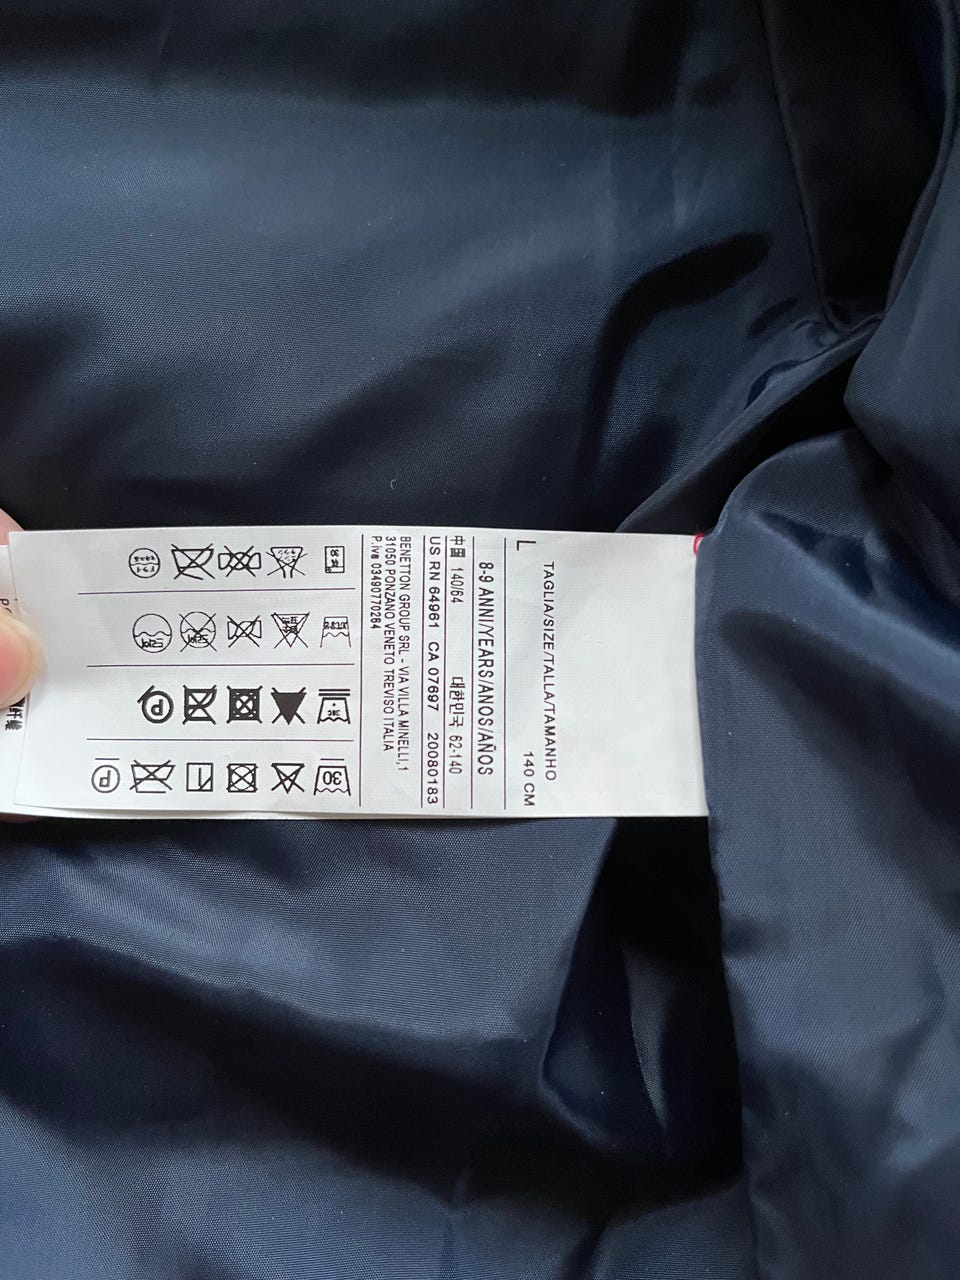 L
TAGLIA/SIZE/TALLA/TAMANHO
140 CM
8-9 ANNI/YEARS/ANOS/AÑOS
中国 140/64 대한민국 62-140
US RN 64961 CA 07697 20080183
BENETTON GROUP SRL - VIA VILLA MINELLI,1
31050 PONZANO VENETO TREVISO ITALIA
P.iva 03490770264
30
P
P